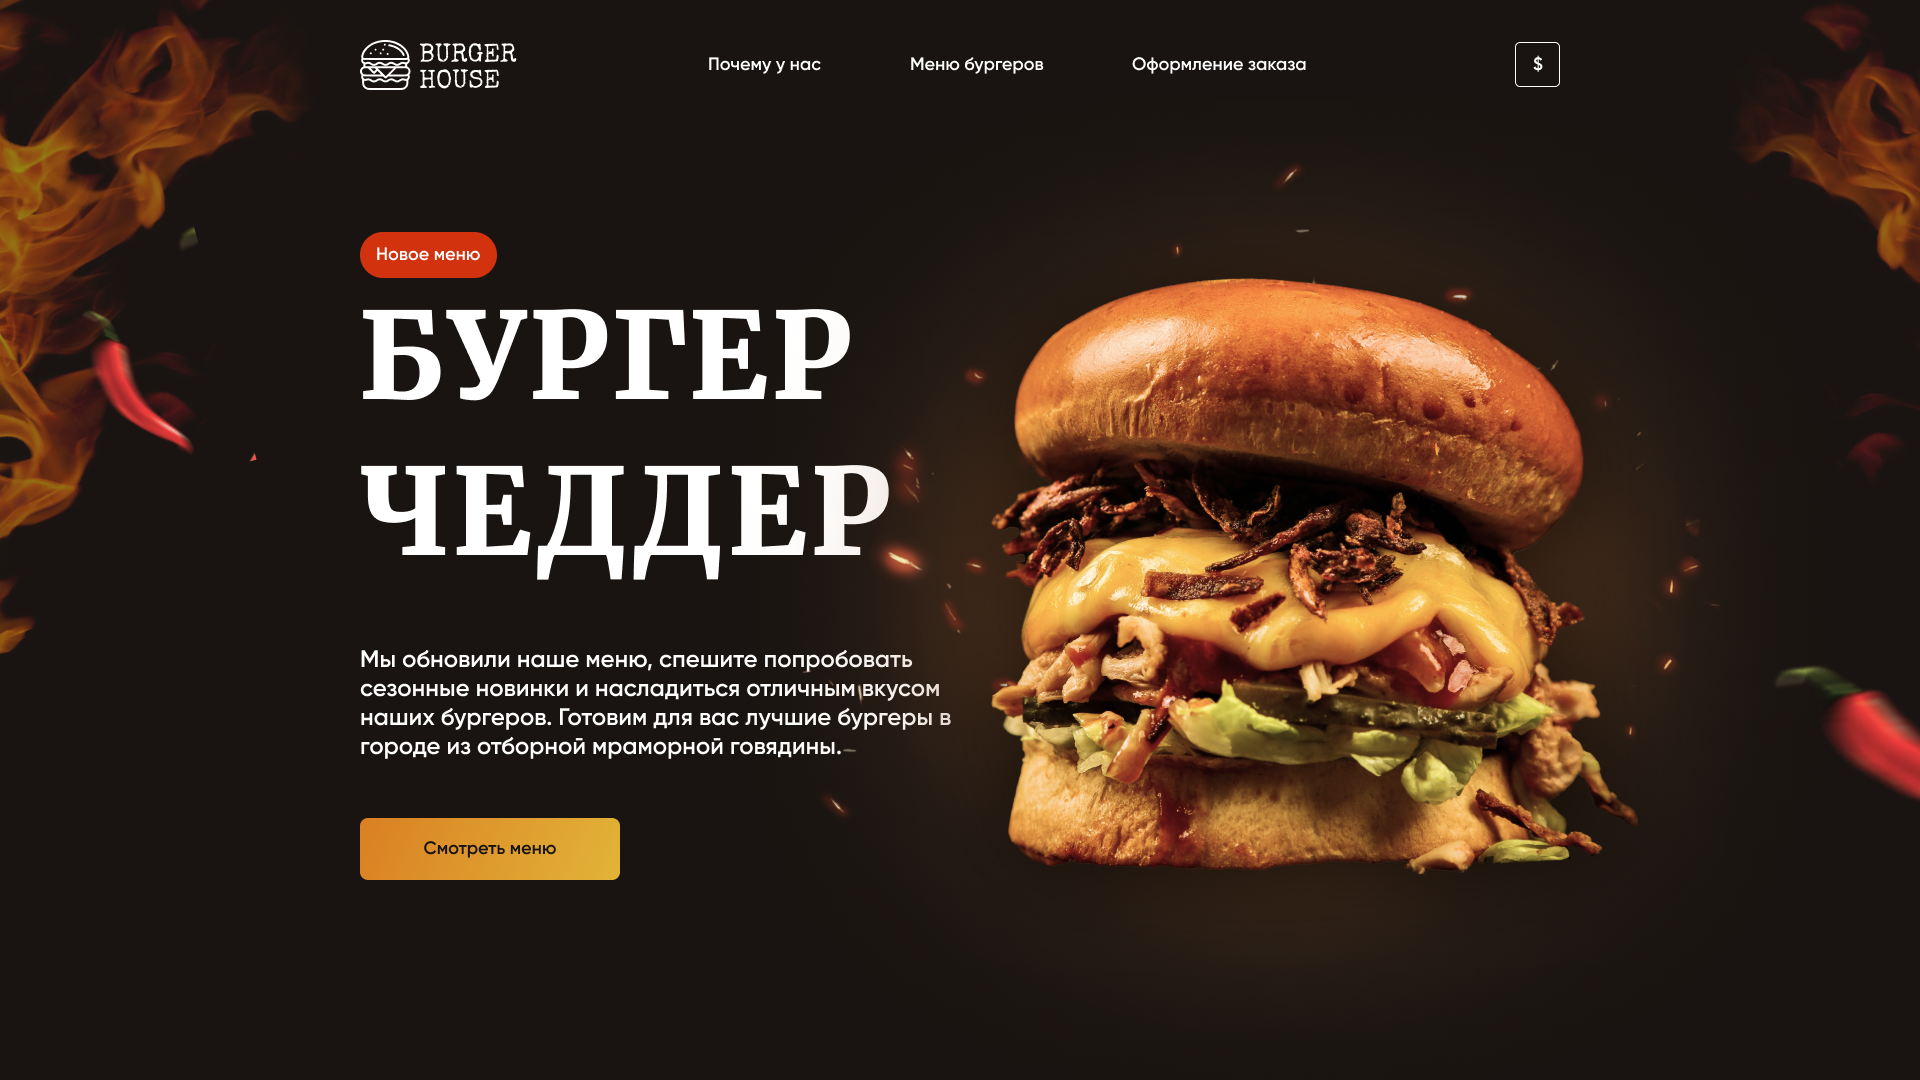 BURGER
HOUSE
Почему у нас
Меню бургеров
Оформление заказа
$
Новое меню
БУРГЕР
ЧЕДДЕР
Мы обновили наше меню, спешите попробовать
сезонные новинки и насладиться отличным вкусом
наших бургеров. Готовим для вас лучшие бургеры в
городе из отборной мраморной говядины.
Смотреть меню